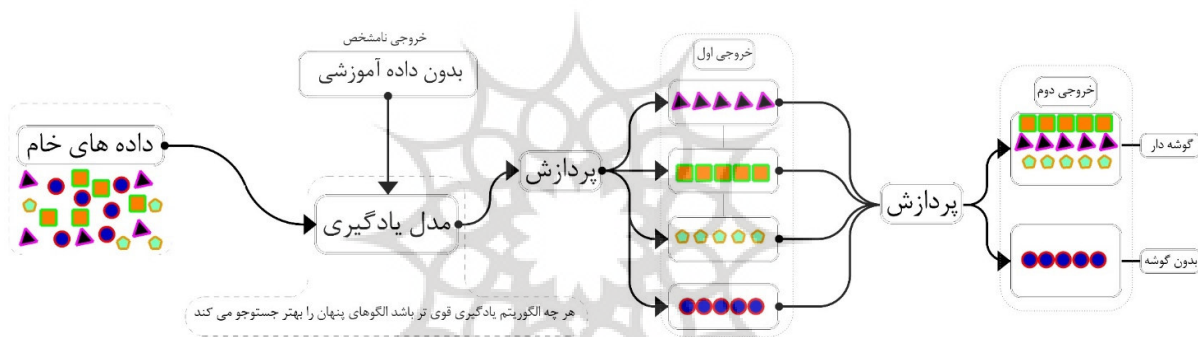 داده های خام
خروجی نامشخص
بدون داده آموزشی
مدل یادگیری
هر چه الگوریتم یادگیری قوی تر باشد الگوهای پنهان را بهتر جستوجو می کند
پردازش
خروجی اول
پردازش
خروجی دوم
گوشه دار
بدون گوشه